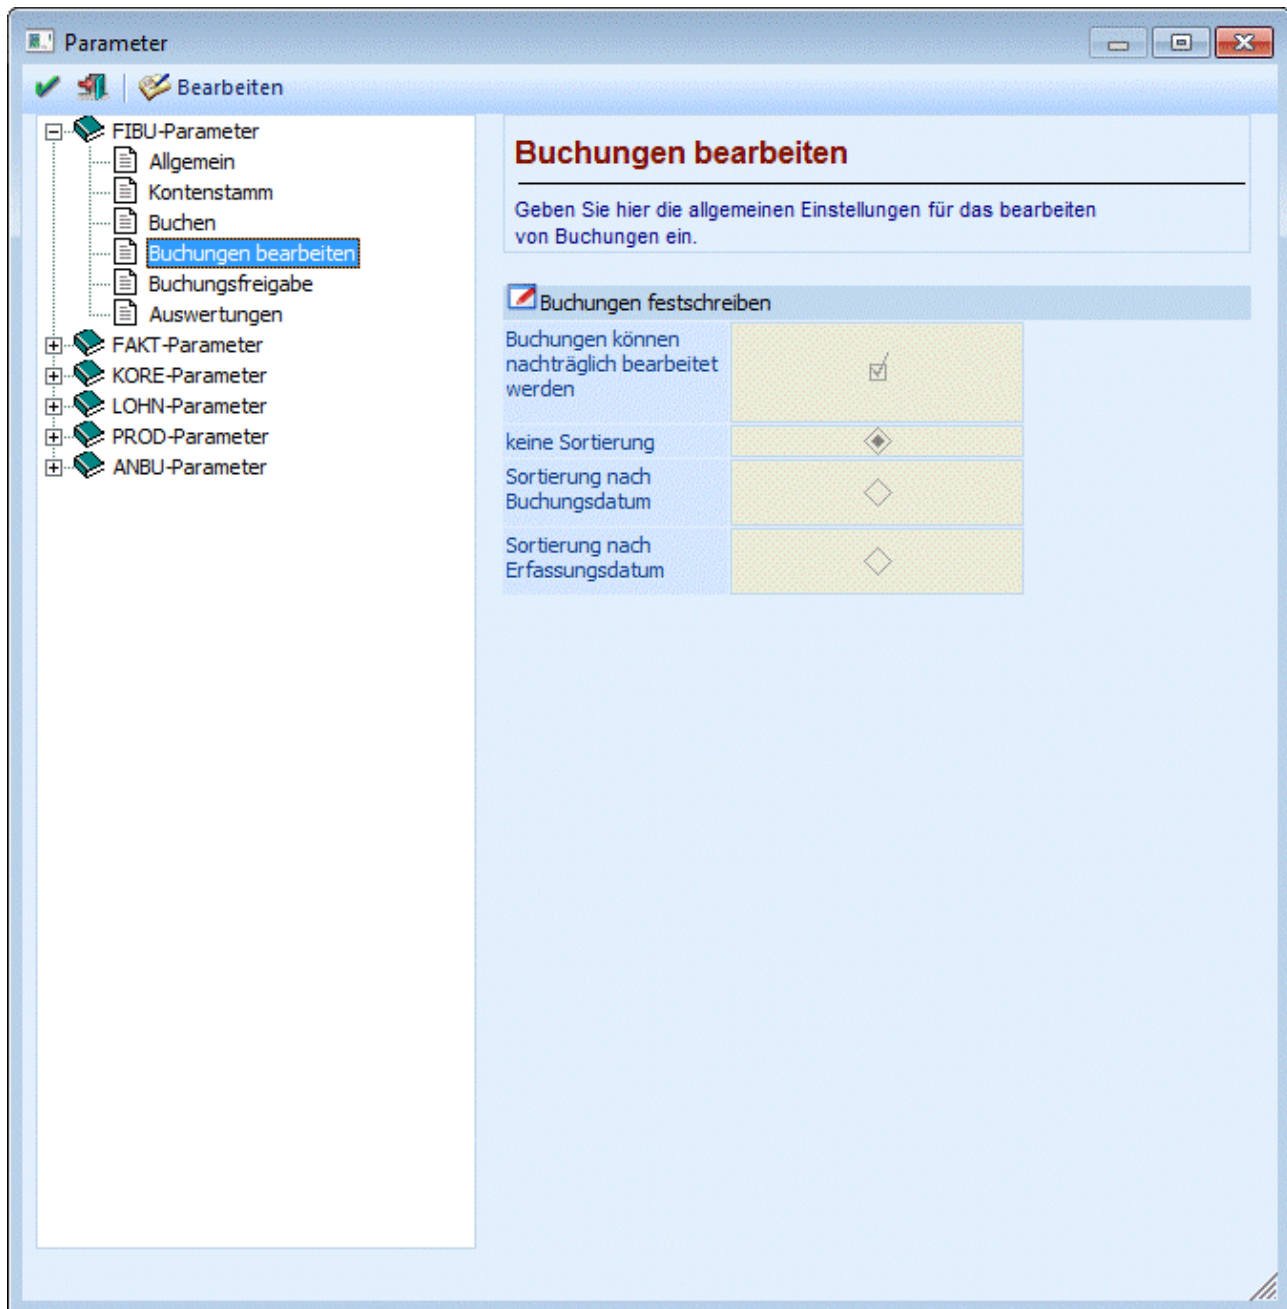 Parameter
Bearbeiten
FIBU-Parameter
Allgemein
Kontenstamm
Buchen
Buchungen bearbeiten
Buchungsfreigabe
Auswertungen
FAKT-Parameter
KORE-Parameter
LOHN-Parameter
PROD-Parameter
ANBU-Parameter
Buchungen bearbeiten
Geben Sie hier die allgemeinen Einstellungen für das bearbeiten
von Buchungen ein.
Buchungen festschreiben
Buchungen können
nachträglich bearbeitet
werden
keine Sortierung
Sortierung nach
Buchungsdatum
Sortierung nach
Erfassungsdatum